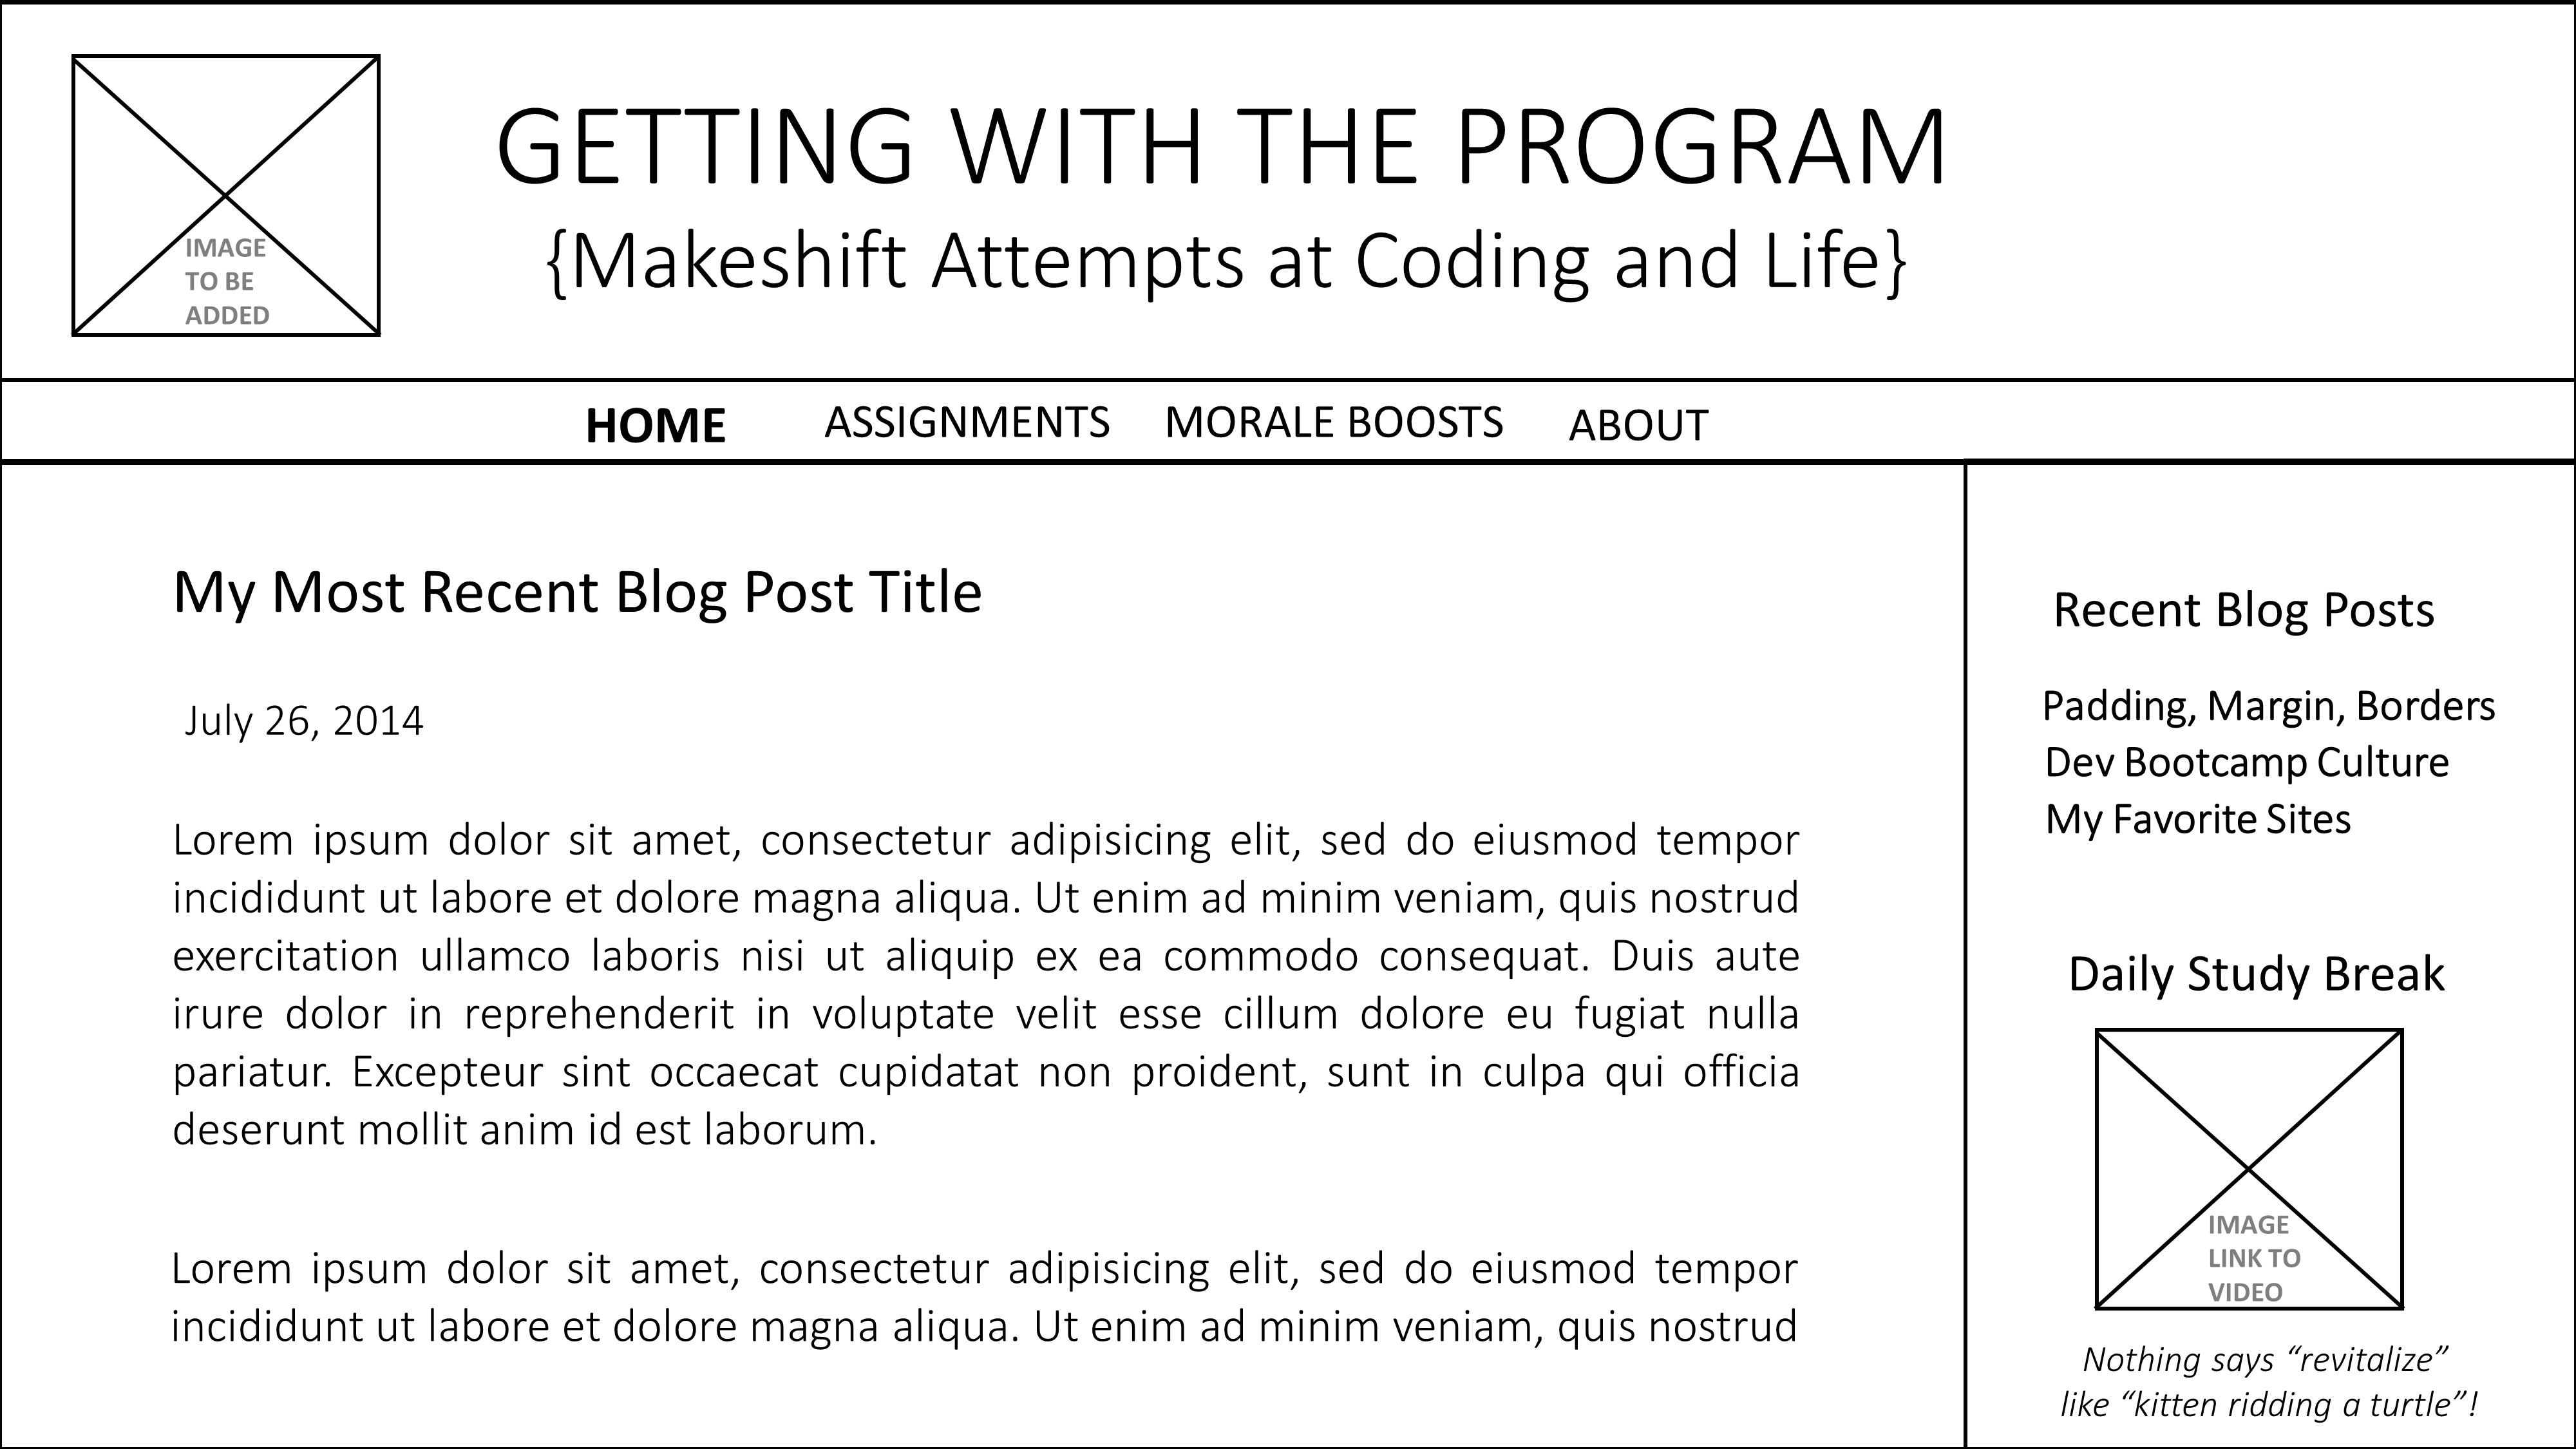 IMAGE
TO BE
ADDED
GETTING WITH THE PROGRAM
{Makeshift Attempts at Coding and Life}
HOME ASSIGNMENTS MORALE BOOSTS ABOUT
My Most Recent Blog Post Title
July 26, 2014
Lorem ipsum dolor sit amet, consectetur adipisicing elit, sed do eiusmod tempor
incididunt ut labore et dolore magna aliqua. Ut enim ad minim veniam, quis nostrud
exercitation ullamco laboris nisi ut aliquip ex ea commodo consequat. Duis aute
irure dolor in reprehenderit in voluptate velit esse cillum dolore eu fugiat nulla
pariatur. Excepteur sint occaecat cupidatat non proident, sunt in culpa qui officia
deserunt mollit anim id est laborum.
Lorem ipsum dolor sit amet, consectetur adipisicing elit, sed do eiusmod tempor
incididunt ut labore et dolore magna aliqua. Ut enim ad minim veniam, quis nostrud
Recent Blog Posts
Padding, Margin, Borders
Dev Bootcamp Culture
My Favorite Sites
Daily Study Break
IMAGE
LINK TO
VIDEO
Nothing says “revitalize”
like “kitten ridding a turtle”!